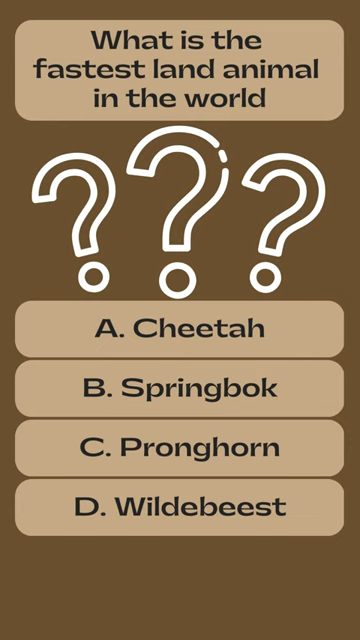 What is the
fastest land animal
in the world
???
A. Cheetah
B. Springbok
C. Pronghorn
D. Wildebeest